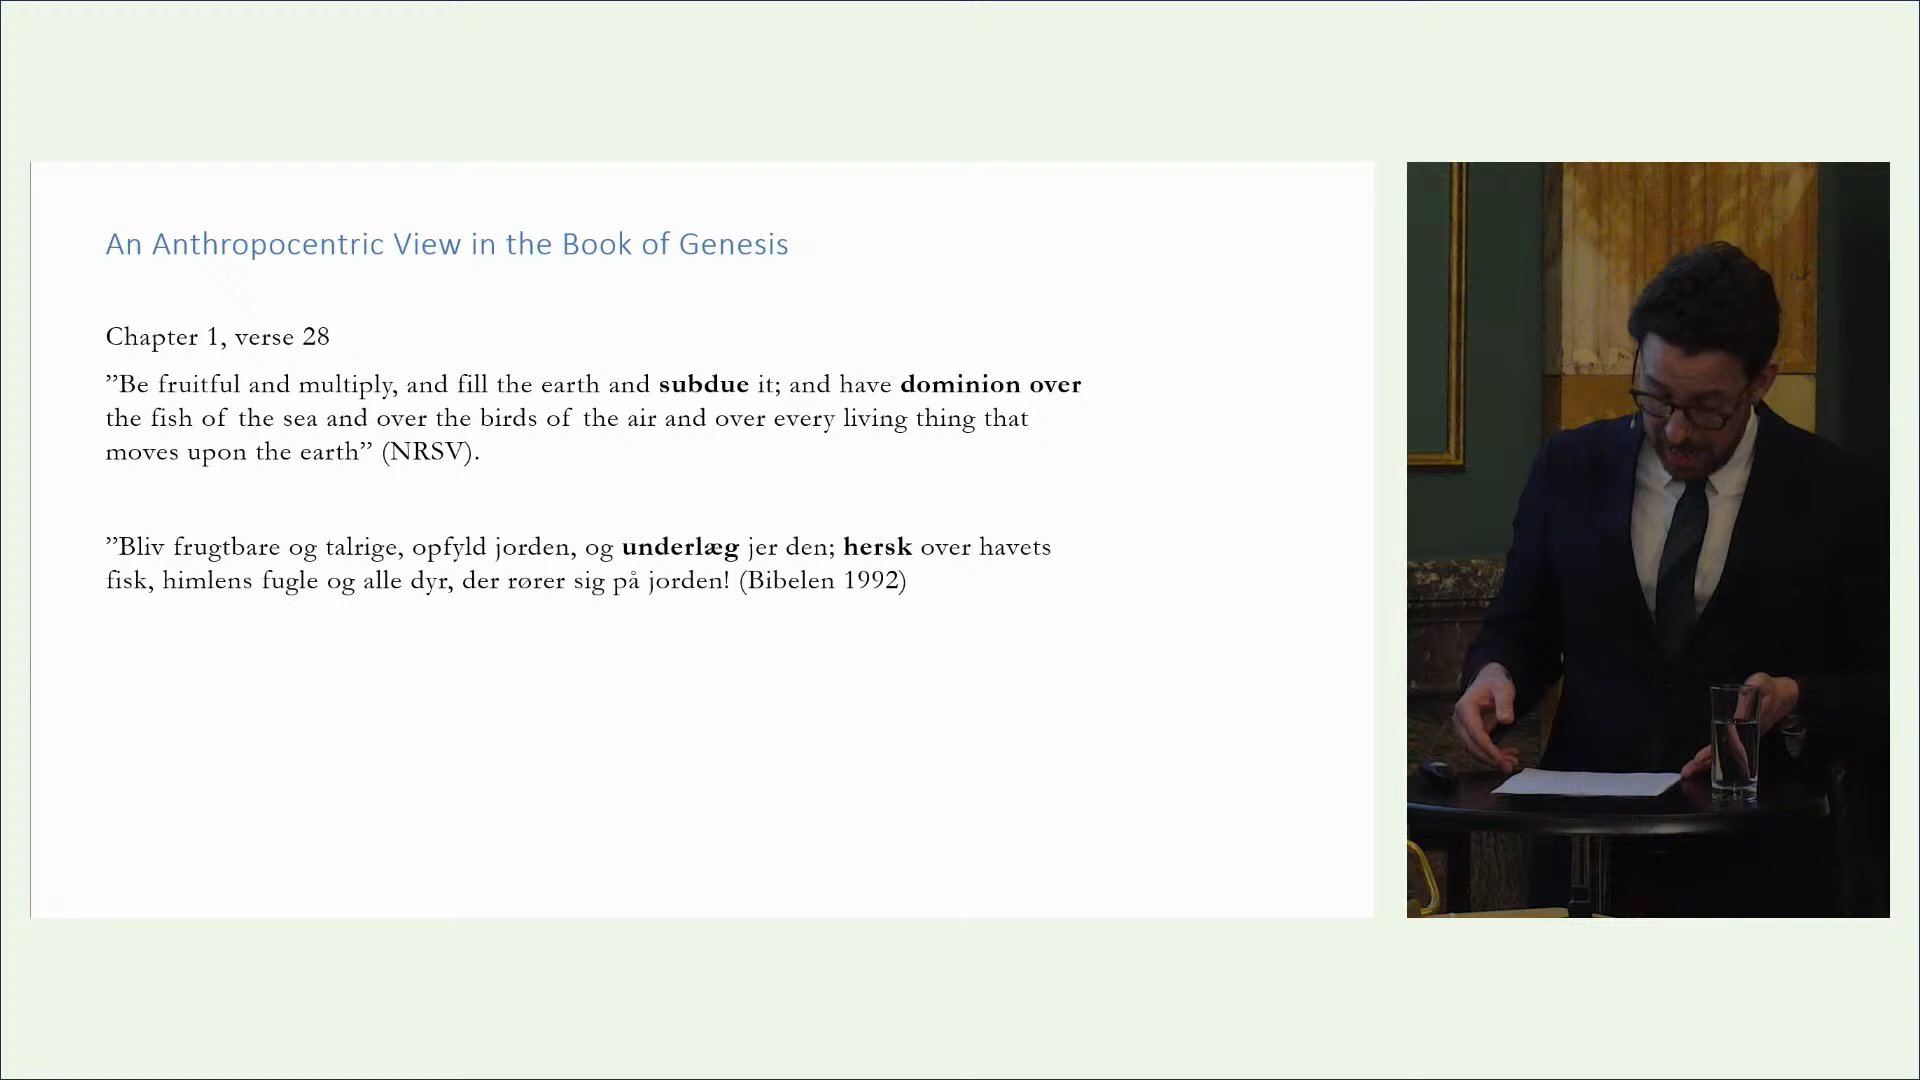 An Anthropocentric View in the Book of Genesis
Chapter 1, verse 28
”Be fruitful and multiply, and fill the earth and subdue it; and have dominion over
the fish of the sea and over the birds of the air and over every living thing that
moves upon the earth” (NRSV).
”Bliv frugtbare og talrige, opfyld jorden, og underlæg jer den; hersk over havets
fisk, himlens fugle og alle dyr, der rører sig på jorden! (Bibelen 1992)